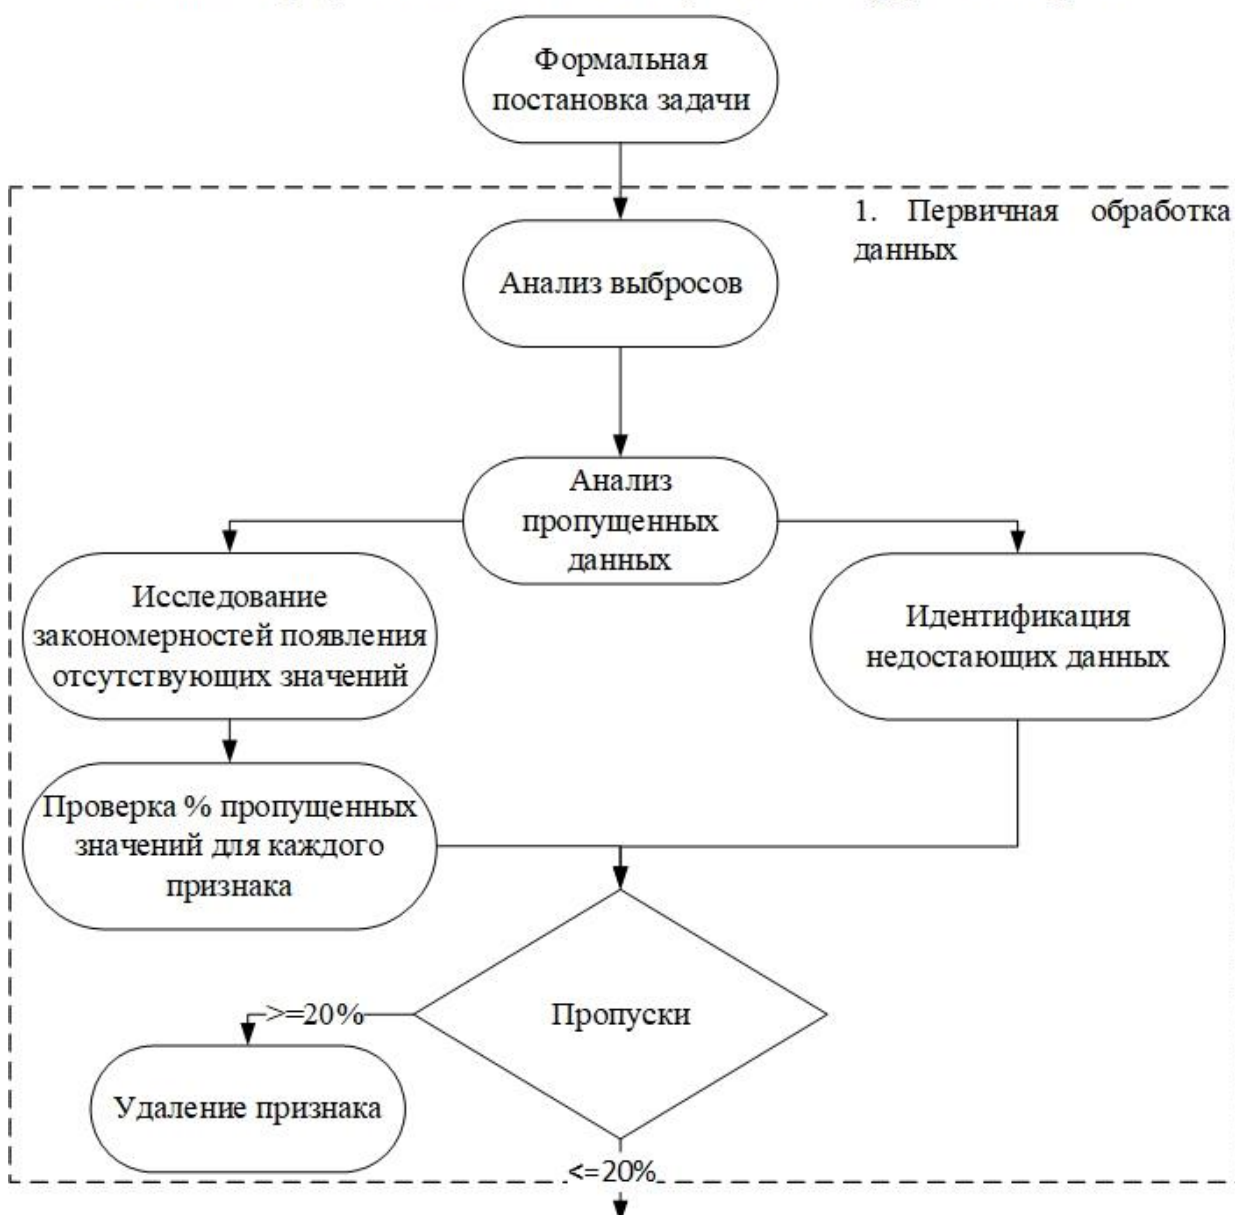 Формальная
постановка задачи
1. Первичная обработка
данных
Анализ выбросов
Анализ
пропущенных
данных
Исследование
закономерностей появления
отсутствующих значений
Идентификация
недостающих данных
Проверка % пропущенных
значений для каждого
признака
Пропуски
>=20%
Удаление признака
<=20%